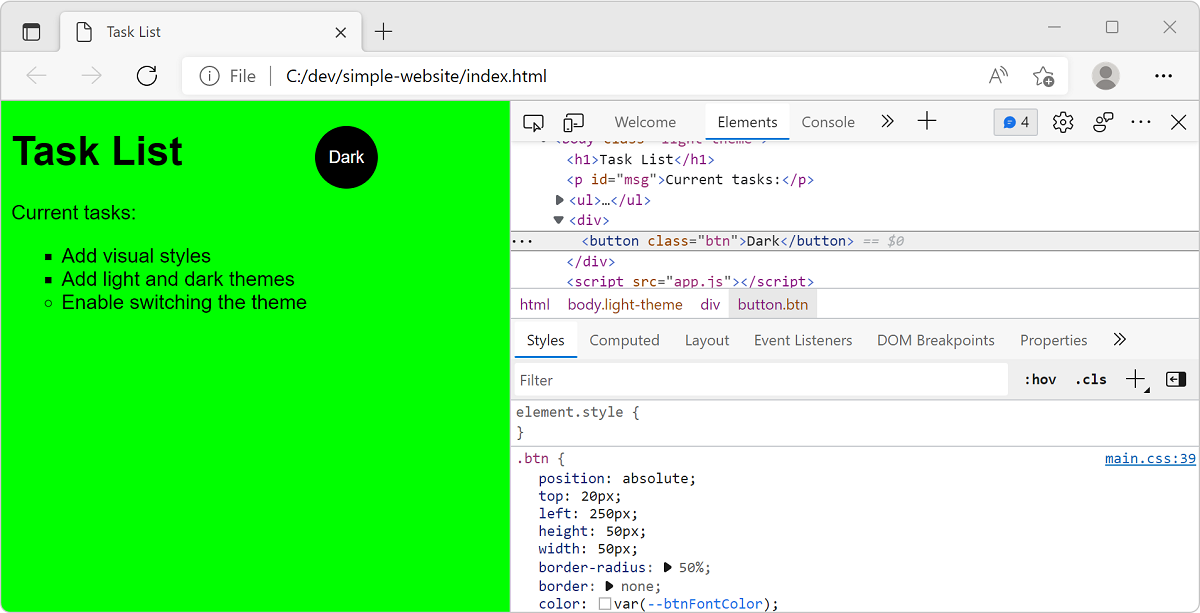 Task List
File
C:/dev/simple-website/index.html
Task List
Dark
Current tasks:
Add visual styles
Add light and dark themes
Enable switching the theme
Welcome
Elements
Console
4
<body class="light-theme">
<h1>Task List</h1>
<p id="msg">Current tasks:</p>
<ul>…</ul>
<div>
<button class="btn">Dark</button> == $0
</div>
<script src="app.js"></script>
html body.light-theme div button.btn
Styles Computed Layout Event Listeners DOM Breakpoints Properties
Filter :hov .cls
element.style {
}
.btn { main.css:39
position: absolute;
top: 20px;
left: 250px;
height: 50px;
width: 50px;
border-radius: 50%;
border: none;
color: var(--btnFontColor);